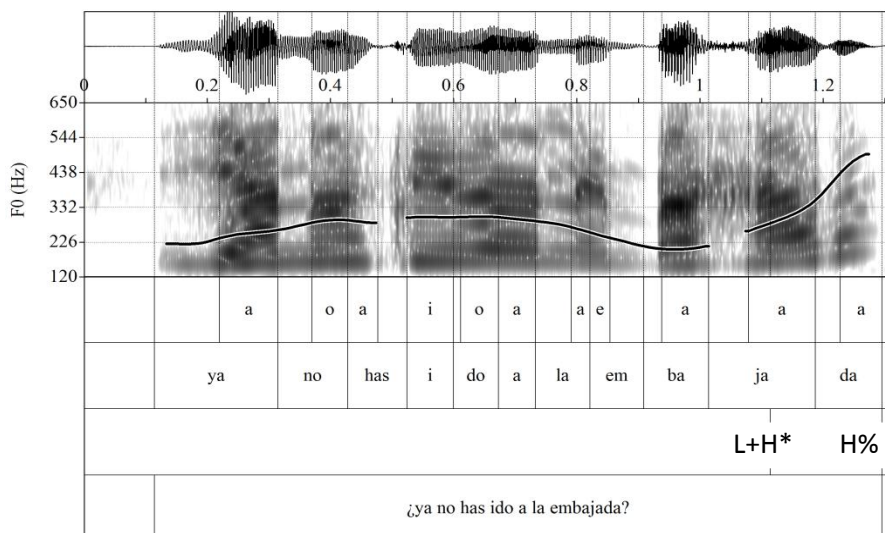 0 0.2 0.4 0.6 0.8 1 1.2
650
544
438
332
226
120
F0 (Hz)
a o a i o a a e a a a
ya no has i do a la em ba ja da
L+H* H%
¿ya no has ido a la embajada?